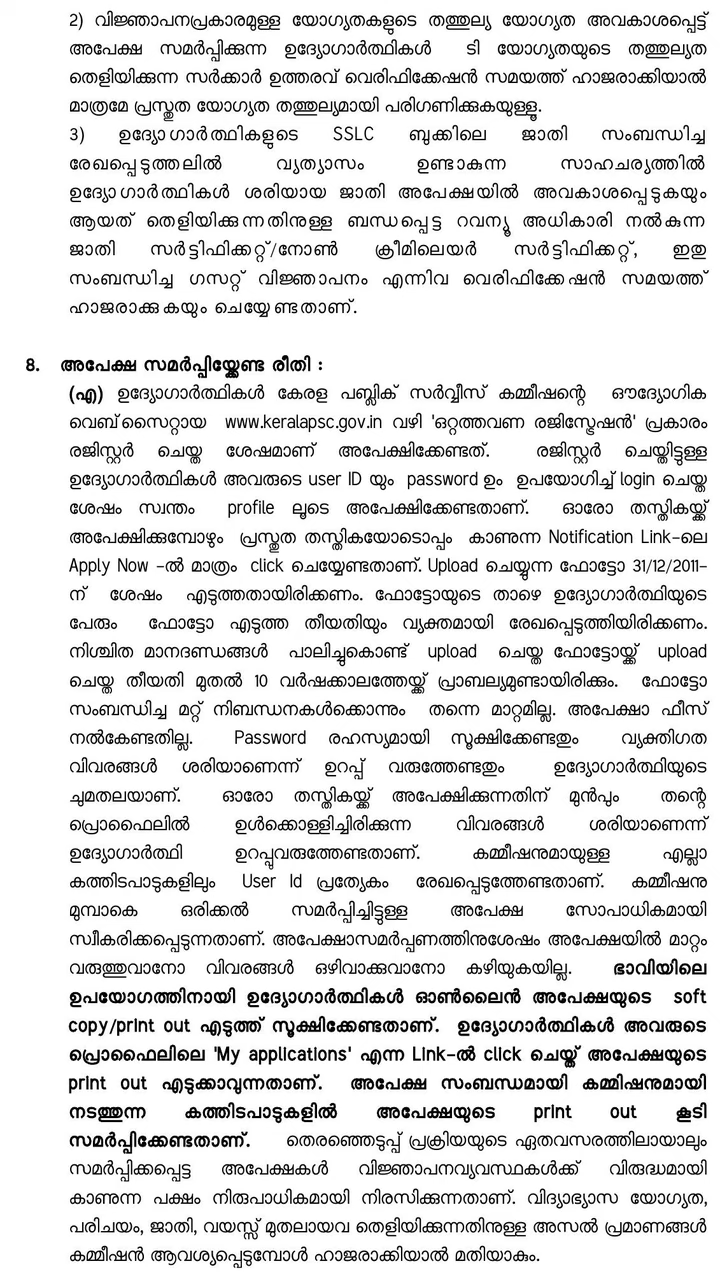 2) വിജ്ഞാപനപ്രകാരമുള്ള യോഗ്യതകളുടെ തത്തുല്യ യോഗ്യത അവകാശപ്പെട്ട്
അപേക്ഷ സമർപ്പിക്കുന്ന ഉദ്യോഗാർത്ഥികൾ ടി യോഗ്യതയുടെ തത്തുല്യത
തെളിയിക്കുന്ന സർക്കാർ ഉത്തരവ് വെരിഫിക്കേഷൻ സമയത്ത് ഹാജരാക്കിയാൽ
മാത്രമേ പ്രസ്തുത യോഗ്യത തത്തുല്യമായി പരിഗണിക്കുകയുള്ളൂ.
3) ഉദ്യോഗാർത്ഥികളുടെ SSLC ബുക്കിലെ ജാതി സംബന്ധിച്ച
രേഖപ്പെടുത്തലിൽ വ്യത്യാസം ഉണ്ടാകുന്ന സാഹചര്യത്തിൽ
ഉദ്യോഗാർത്ഥികൾ ശരിയായ ജാതി അപേക്ഷയിൽ അവകാശപ്പെടുകയും
ആയത് തെളിയിക്കുന്നതിനുള്ള ബന്ധപ്പെട്ട റവന്യൂ അധികാരി നൽകുന്ന
ജാതി സർട്ടിഫിക്കറ്റ്/നോൺ ക്രീമിലെയർ സർട്ടിഫിക്കറ്റ്, ഇതു
സംബന്ധിച്ച ഗസറ്റ് വിജ്ഞാപനം എന്നിവ വെരിഫിക്കേഷൻ സമയത്ത്
ഹാജരാക്കുകയും ചെയ്യേണ്ടതാണ്.
8. അപേക്ഷ സമർപ്പിയ്ക്കേണ്ട രീതി :
(എ) ഉദ്യോഗാർത്ഥികൾ കേരള പബ്ലിക് സർവ്വീസ് കമ്മീഷന്റെ ഔദ്യോഗിക
വെബ്സൈറ്റായ www.keralapsc.gov.in വഴി 'ഒറ്റത്തവണ രജിസ്ട്രേഷൻ' പ്രകാരം
രജിസ്റ്റർ ചെയ്ത ശേഷമാണ് അപേക്ഷിക്കേണ്ടത്. രജിസ്റ്റർ ചെയ്തിട്ടുള്ള
ഉദ്യോഗാർത്ഥികൾ അവരുടെ user ID യും password ഉം ഉപയോഗിച്ച് login ചെയ്ത
ശേഷം സ്വന്തം profile ലൂടെ അപേക്ഷിക്കേണ്ടതാണ്. ഓരോ തസ്തികയ്ക്ക്
അപേക്ഷിക്കുമ്പോഴും പ്രസ്തുത തസ്തികയോടൊപ്പം കാണുന്ന Notification Link-ലെ
Apply Now -ൽ മാത്രം click ചെയ്യേണ്ടതാണ്. Upload ചെയ്യുന്ന ഫോട്ടോ 31/12/2011-
ന് ശേഷം എടുത്തതായിരിക്കണം. ഫോട്ടോയുടെ താഴെ ഉദ്യോഗാർത്ഥിയുടെ
പേരും ഫോട്ടോ എടുത്ത തീയതിയും വ്യക്തമായി രേഖപ്പെടുത്തിയിരിക്കണം.
നിശ്ചിത മാനദണ്ഡങ്ങൾ പാലിച്ചുകൊണ്ട് upload ചെയ്ത ഫോട്ടോയ്ക്ക് upload
ചെയ്ത തീയതി മുതൽ 10 വർഷക്കാലത്തേയ്ക്ക് പ്രാബല്യമുണ്ടായിരിക്കും. ഫോട്ടോ
സംബന്ധിച്ച മറ്റ് നിബന്ധനകൾക്കൊന്നും തന്നെ മാറ്റമില്ല. അപേക്ഷാ ഫീസ്
നൽകേണ്ടതില്ല. Password രഹസ്യമായി സൂക്ഷിക്കേണ്ടതും വ്യക്തിഗത
വിവരങ്ങൾ ശരിയാണെന്ന് ഉറപ്പ് വരുത്തേണ്ടതും ഉദ്യോഗാർത്ഥിയുടെ
ചുമതലയാണ്. ഓരോ തസ്തികയ്ക്ക് അപേക്ഷിക്കുന്നതിന് മുൻപും തന്റെ
പ്രൊഫൈലിൽ ഉൾക്കൊള്ളിച്ചിരിക്കുന്ന വിവരങ്ങൾ ശരിയാണെന്ന്
ഉദ്യോഗാർത്ഥി ഉറപ്പുവരുത്തേണ്ടതാണ്. കമ്മീഷനുമായുള്ള എല്ലാ
കത്തിടപാടുകളിലും User Id പ്രത്യേകം രേഖപ്പെടുത്തേണ്ടതാണ്. കമ്മീഷനു
മുമ്പാകെ ഒരിക്കൽ സമർപ്പിച്ചിട്ടുള്ള അപേക്ഷ സോപാധികമായി
സ്വീകരിക്കപ്പെടുന്നതാണ്. അപേക്ഷാസമർപ്പണത്തിനുശേഷം അപേക്ഷയിൽ മാറ്റം
വരുത്തുവാനോ വിവരങ്ങൾ ഒഴിവാക്കുവാനോ കഴിയുകയില്ല. ഭാവിയിലെ
ഉപയോഗത്തിനായി ഉദ്യോഗാർത്ഥികൾ ഓൺലൈൻ അപേക്ഷയുടെ soft
copy/print out എടുത്ത് സൂക്ഷിക്കേണ്ടതാണ്. ഉദ്യോഗാർത്ഥികൾ അവരുടെ
പ്രൊഫൈലിലെ 'My applications' എന്ന Link-ൽ click ചെയ്ത് അപേക്ഷയുടെ
print out എടുക്കാവുന്നതാണ്. അപേക്ഷ സംബന്ധമായി കമ്മിഷനുമായി
നടത്തുന്ന കത്തിടപാടുകളിൽ അപേക്ഷയുടെ print out കൂടി
സമർപ്പിക്കേണ്ടതാണ്. തെരഞ്ഞെടുപ്പ് പ്രക്രിയയുടെ ഏതവസരത്തിലായാലും
സമർപ്പിക്കപ്പെട്ട അപേക്ഷകൾ വിജ്ഞാപനവ്യവസ്ഥകൾക്ക് വിരുദ്ധമായി
കാണുന്ന പക്ഷം നിരുപാധികമായി നിരസിക്കുന്നതാണ്. വിദ്യാഭ്യാസ യോഗ്യത,
പരിചയം, ജാതി, വയസ്സ് മുതലായവ തെളിയിക്കുന്നതിനുള്ള അസൽ പ്രമാണങ്ങൾ
കമ്മീഷൻ ആവശ്യപ്പെടുമ്പോൾ ഹാജരാക്കിയാൽ മതിയാകും.